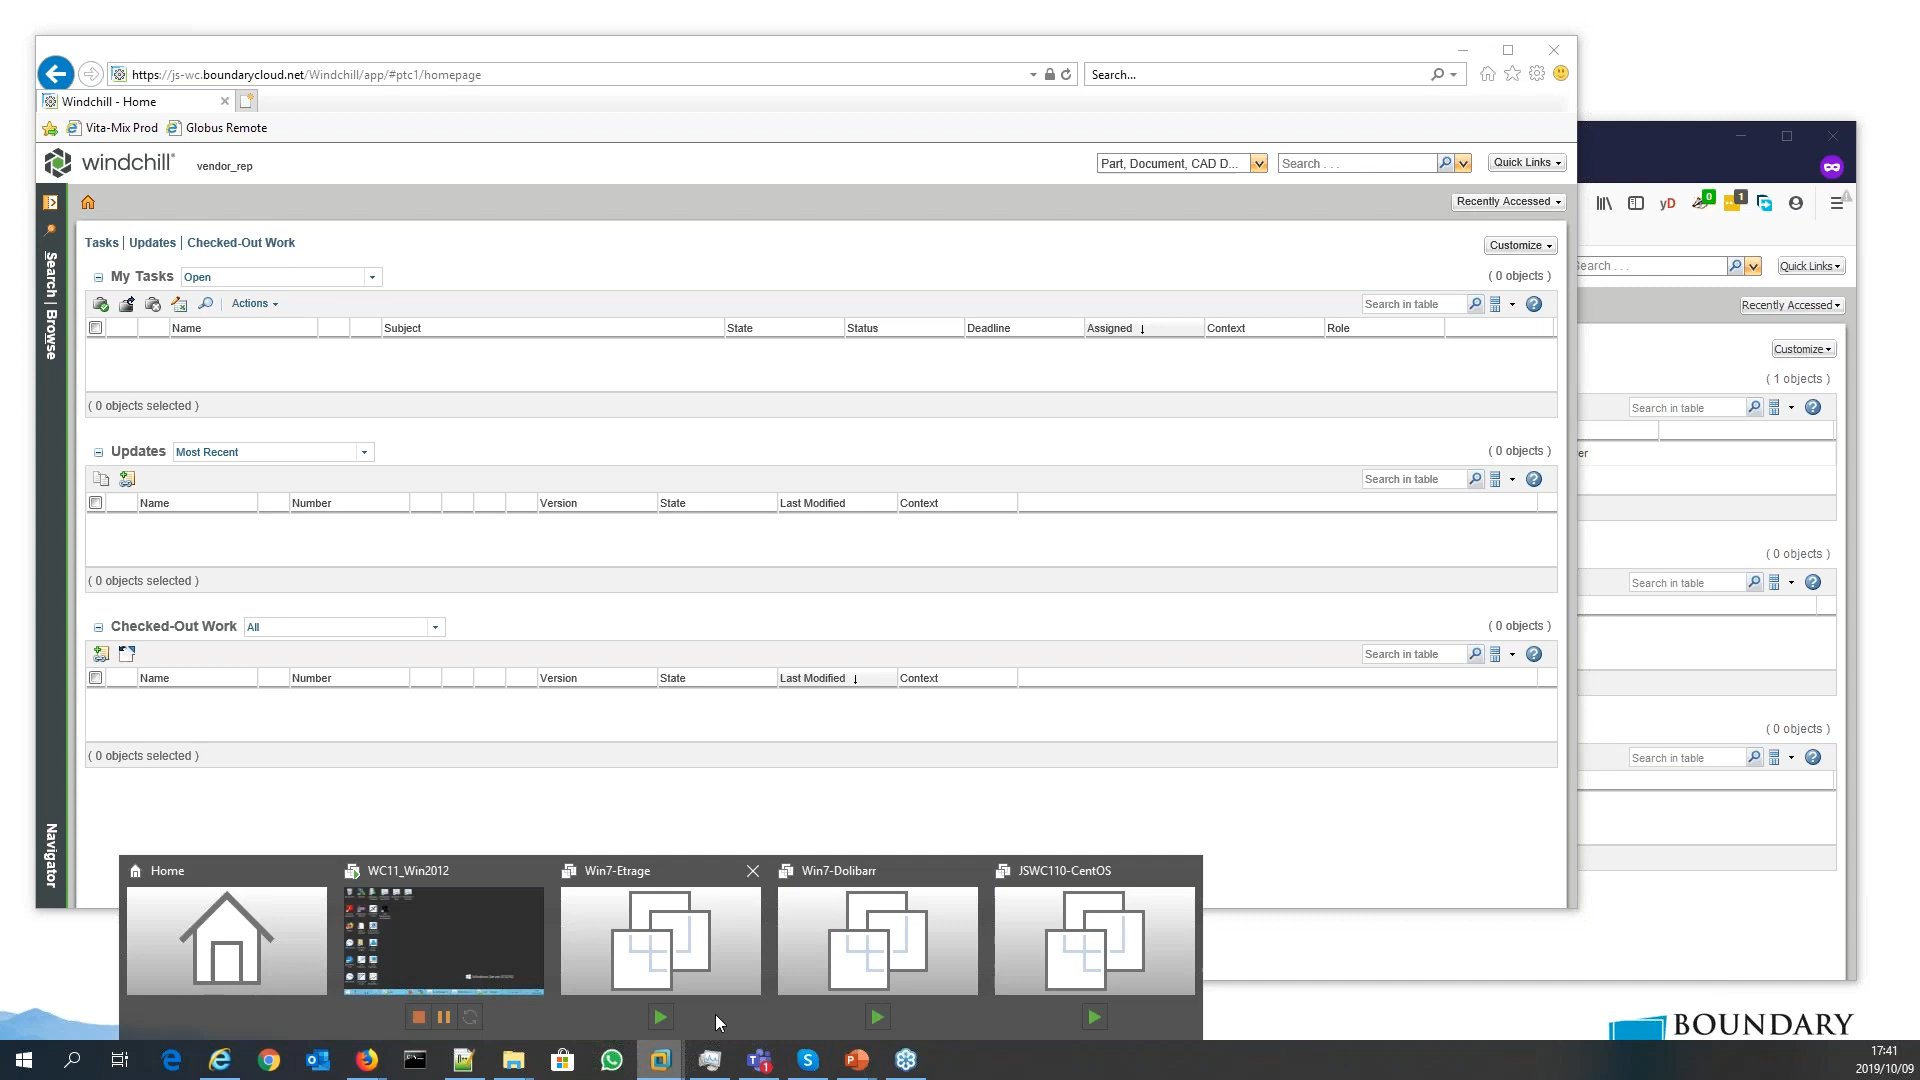 https://js-wc.boundarycloud.net/Windchill/app/#ptc1/homepage
Search...
Windchill - Home
Vita-Mix Prod
Globus Remote
windchill
vendor_rep
Part, Document, CAD D...
Search . . .
Quick Links
Recently Accessed
Tasks | Updates | Checked-Out Work
Customize
My Tasks
Open
( 0 objects )
Actions
Search in table
Name
Subject
State
Status
Deadline
Assigned
Context
Role
( 0 objects selected )
Updates
Most Recent
( 0 objects )
Search in table
Name
Number
Version
State
Last Modified
Context
( 0 objects selected )
Checked-Out Work
All
( 0 objects )
Search in table
Name
Number
Version
State
Last Modified
Context
( 0 objects selected )
Search | Browse
Navigator
yD
0
1
Search . . .
Quick Links
Recently Accessed
Customize
( 1 objects )
Search in table
er
( 0 objects )
Search in table
( 0 objects )
Search in table
Home
WC11_Win2012
Win7-Etrage
Win7-Dolibarr
JSWC110-CentOS
BOUNDARY
1
17:41
2019/10/09